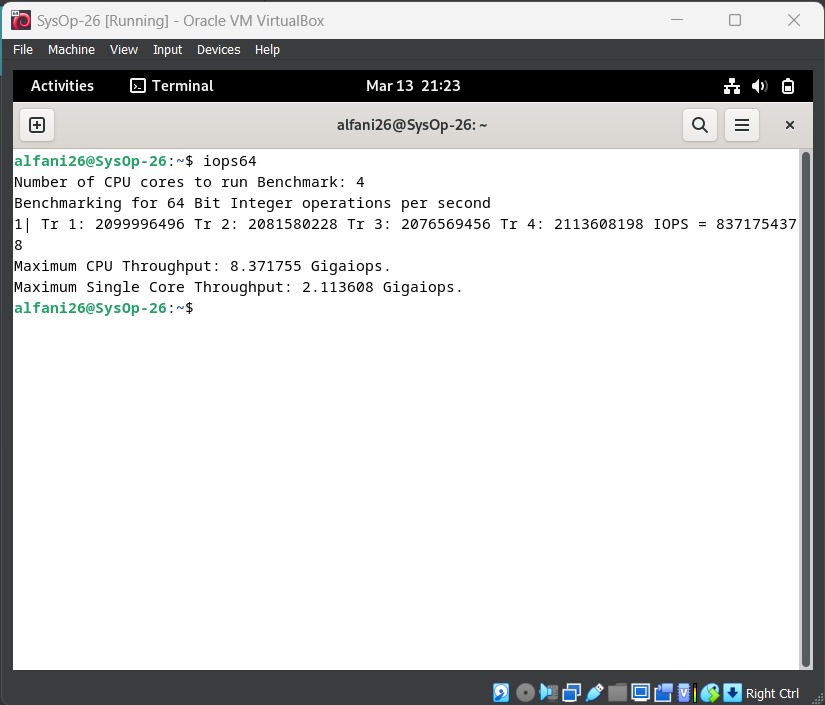 SysOp-26 [Running] - Oracle VM VirtualBox
File Machine View Input Devices Help
Activities Terminal Mar 13 21:23
alfani26@SysOp-26: ~
alfani26@SysOp-26:~$ iops64
Number of CPU cores to run Benchmark: 4
Benchmarking for 64 Bit Integer operations per second
1| Tr 1: 2099996496 Tr 2: 2081580228 Tr 3: 2076569456 Tr 4: 2113608198 IOPS = 837175437
8
Maximum CPU Throughput: 8.371755 Gigaiops.
Maximum Single Core Throughput: 2.113608 Gigaiops.
alfani26@SysOp-26:~$
Right Ctrl